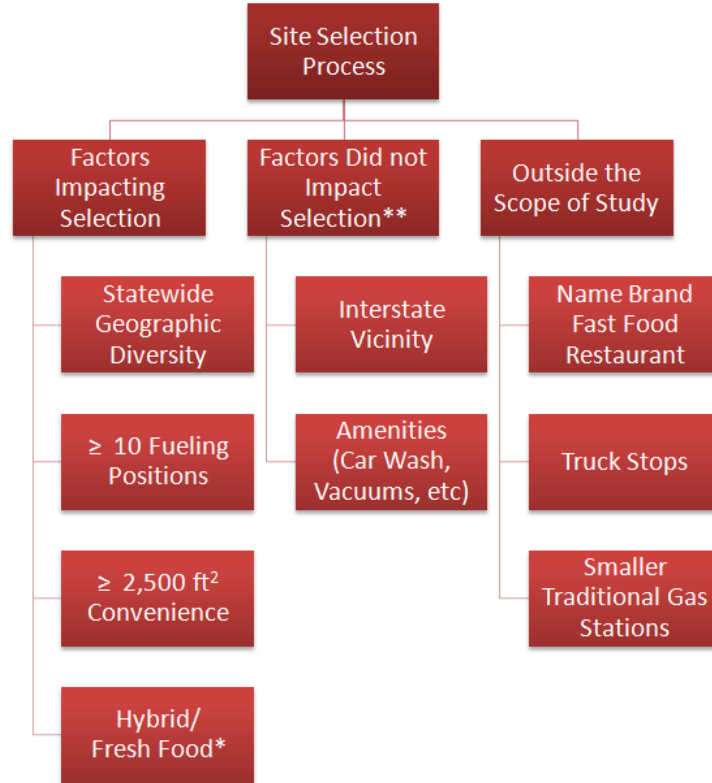 Site Selection
Process
Factors
Impacting
Selection
Statewide
Geographic
Diversity
≥ 10 Fueling
Positions
≥ 2,500 ft²
Convenience
Hybrid/
Fresh Food*
Factors Did not
Impact
Selection**
Interstate
Vicinity
Amenities
(Car Wash,
Vacuums, etc)
Outside the
Scope of Study
Name Brand
Fast Food
Restaurant
Truck Stops
Smaller
Traditional Gas
Stations